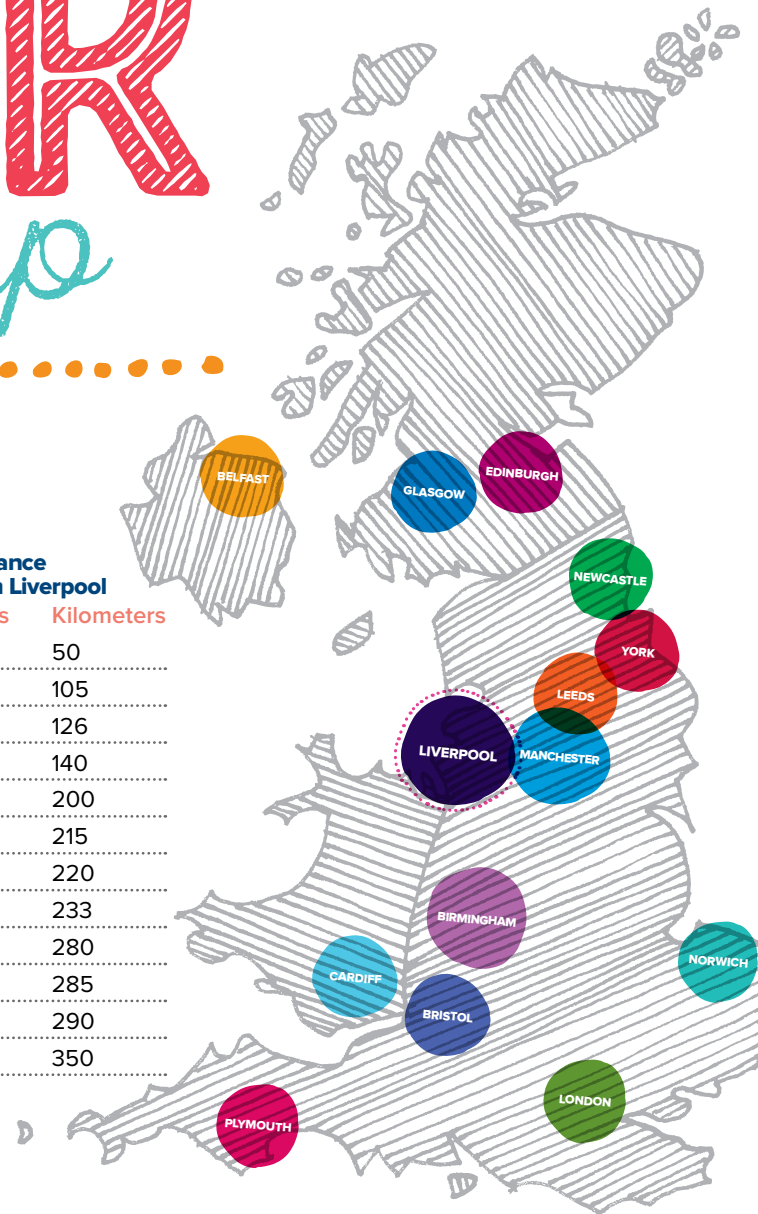 R
p
ance
n Liverpool
s Kilometers
50
105
126
140
200
215
220
233
280
285
290
350
BELFAST
GLASGOW
EDINBURGH
NEWCASTLE
YORK
LEEDS
LIVERPOOL
MANCHESTER
BIRMINGHAM
NORWICH
CARDIFF
BRISTOL
LONDON
PLYMOUTH